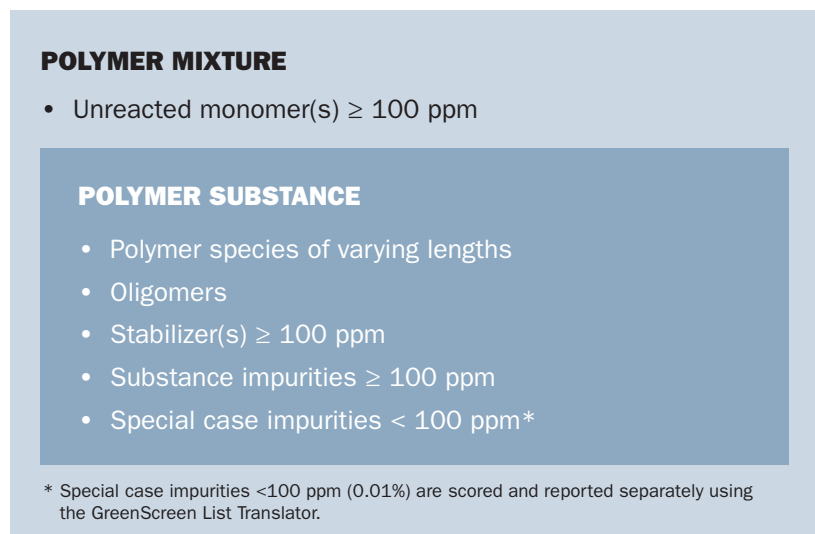 POLYMER MIXTURE
• Unreacted monomer(s) ≥ 100 ppm
POLYMER SUBSTANCE
• Polymer species of varying lengths
• Oligomers
• Stabilizer(s) ≥ 100 ppm
• Substance impurities ≥ 100 ppm
• Special case impurities < 100 ppm*
* Special case impurities <100 ppm (0.01%) are scored and reported separately using
the GreenScreen List Translator.